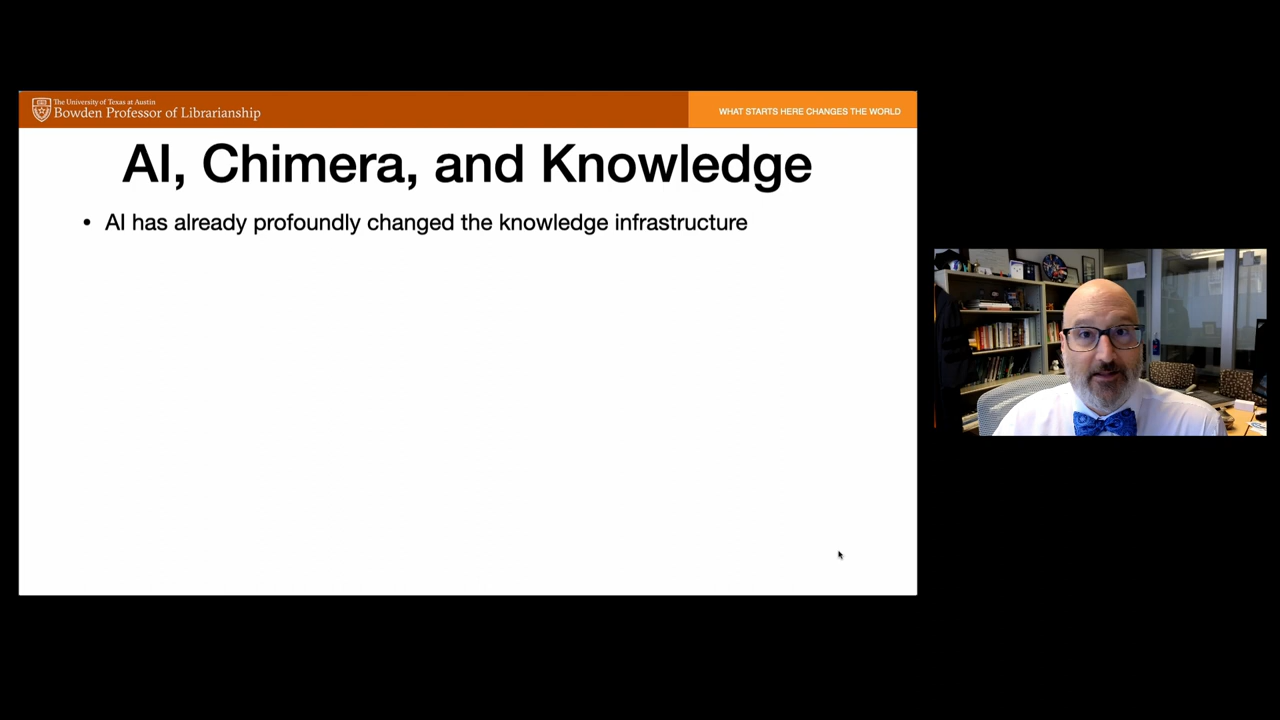 The University of Texas at Austin
Bowden Professor of Librarianship
WHAT STARTS HERE CHANGES THE WORLD
AI, Chimera, and Knowledge
• AI has already profoundly changed the knowledge infrastructure